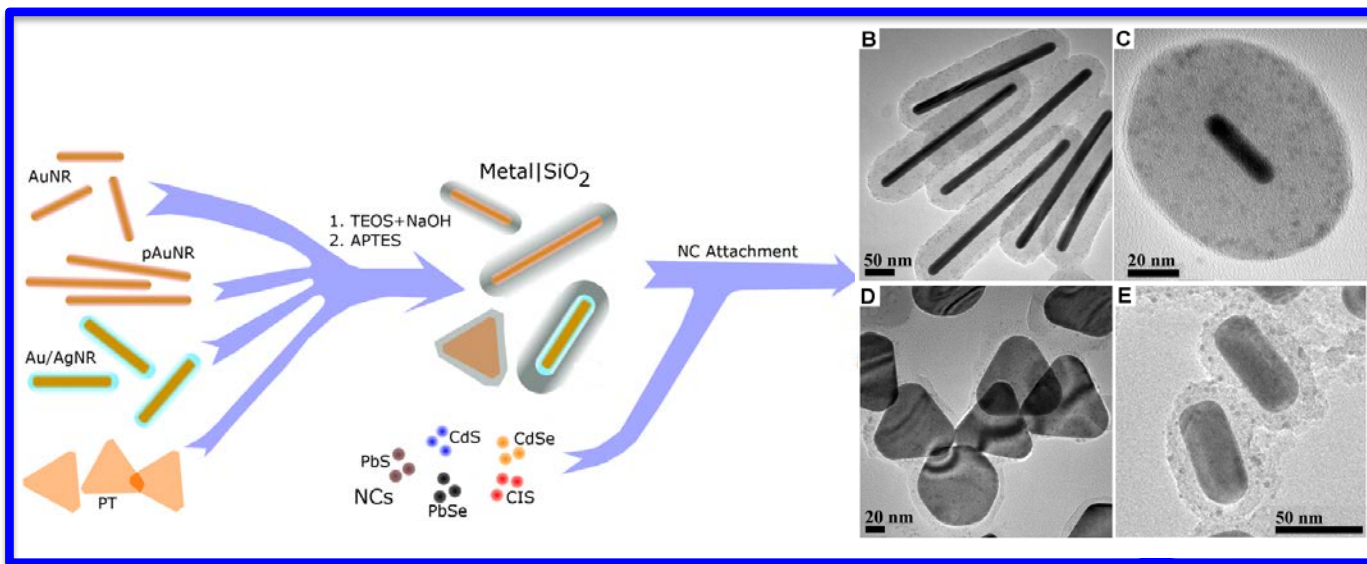 AuNR
pAuNR
Au/AgNR
PT
1. TEOS+NaOH
2. APTES
Metal|SiO₂
PbS
CdS
CdSe
NCs
PbSe
CIS
NC Attachment
B
50 nm
C
20 nm
D
20 nm
E
50 nm